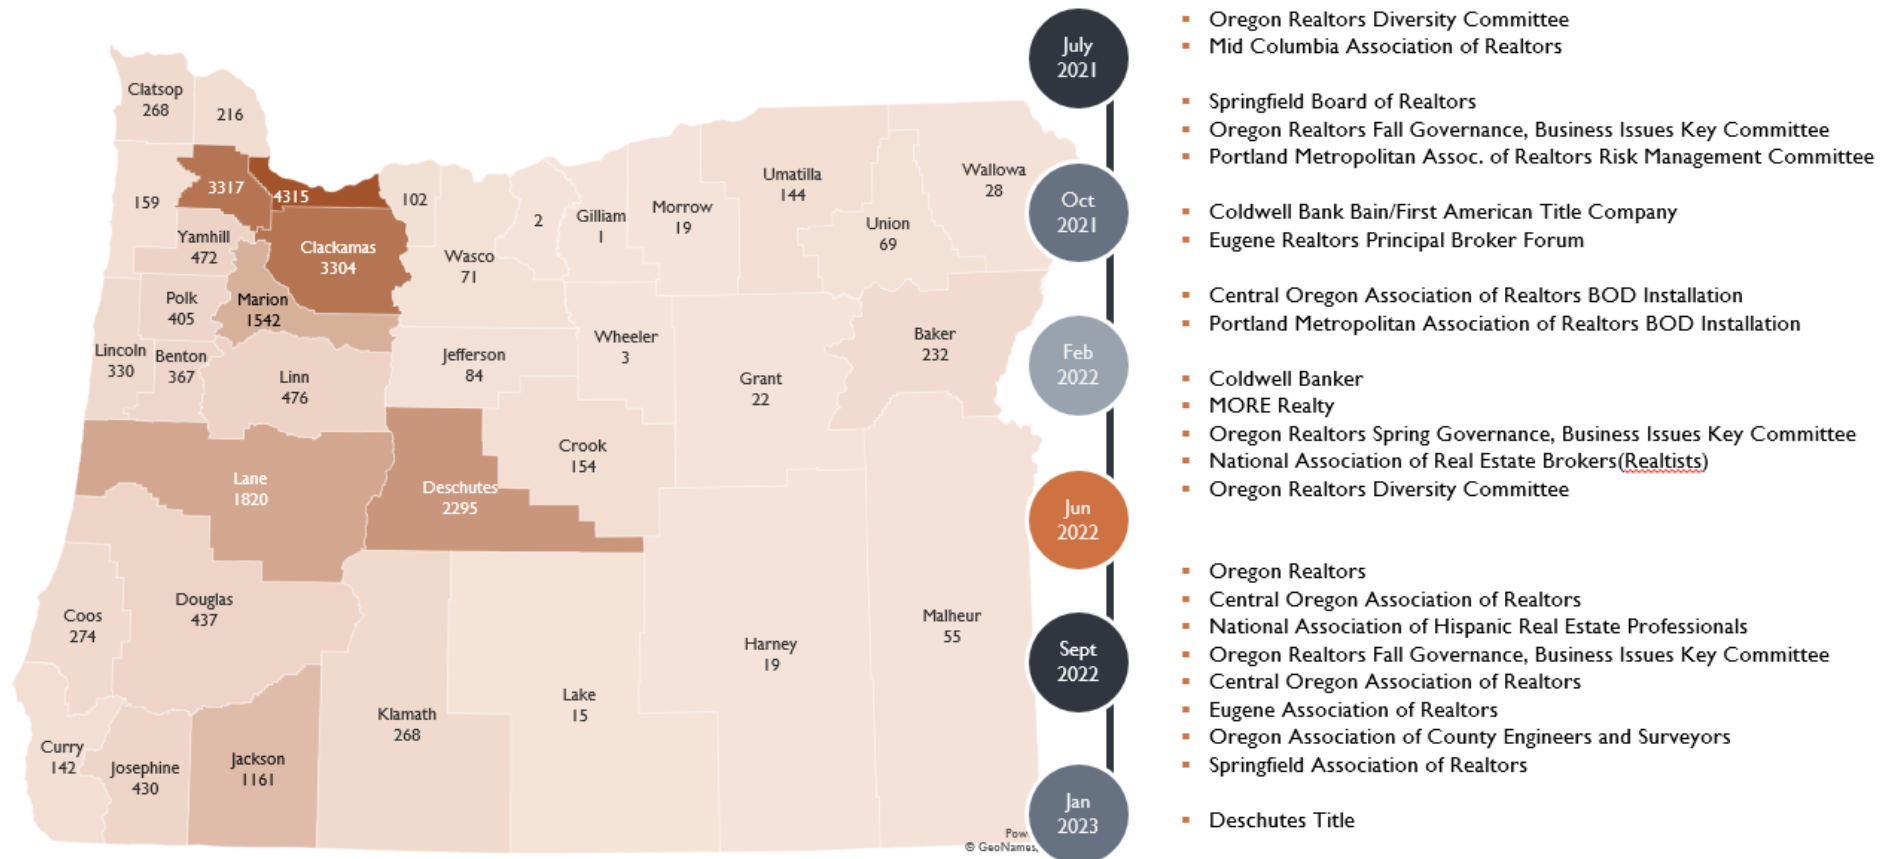 Clatsop
268
216
159
3317
4315
Yamhill
472
Clackamas
3304
Polk
405
Marion
1542
Lincoln
330
Benton
367
Linn
476
102
Wasco
71
2
Gilliam
1
Morrow
19
Umatilla
144
Union
69
Wallowa
28
Jefferson
84
Wheeler
3
Grant
22
Baker
232
Crook
154
Lane
1820
Deschutes
2295
Coos
274
Douglas
437
Curry
142
Josephine
430
Jackson
1161
Klamath
268
Lake
15
Harney
19
Malheur
55
© GeoNames,
July
2021
Oct
2021
Feb
2022
Jun
2022
Sept
2022
Jan
2023
▪ Oregon Realtors Diversity Committee
▪ Mid Columbia Association of Realtors
▪ Springfield Board of Realtors
▪ Oregon Realtors Fall Governance, Business Issues Key Committee
▪ Portland Metropolitan Assoc. of Realtors Risk Management Committee
▪ Coldwell Bank Bain/First American Title Company
▪ Eugene Realtors Principal Broker Forum
▪ Central Oregon Association of Realtors BOD Installation
▪ Portland Metropolitan Association of Realtors BOD Installation
▪ Coldwell Banker
▪ MORE Realty
▪ Oregon Realtors Spring Governance, Business Issues Key Committee
▪ National Association of Real Estate Brokers(Realtists)
▪ Oregon Realtors Diversity Committee
▪ Oregon Realtors
▪ Central Oregon Association of Realtors
▪ National Association of Hispanic Real Estate Professionals
▪ Oregon Realtors Fall Governance, Business Issues Key Committee
▪ Central Oregon Association of Realtors
▪ Eugene Association of Realtors
▪ Oregon Association of County Engineers and Surveyors
▪ Springfield Association of Realtors
▪ Deschutes Title